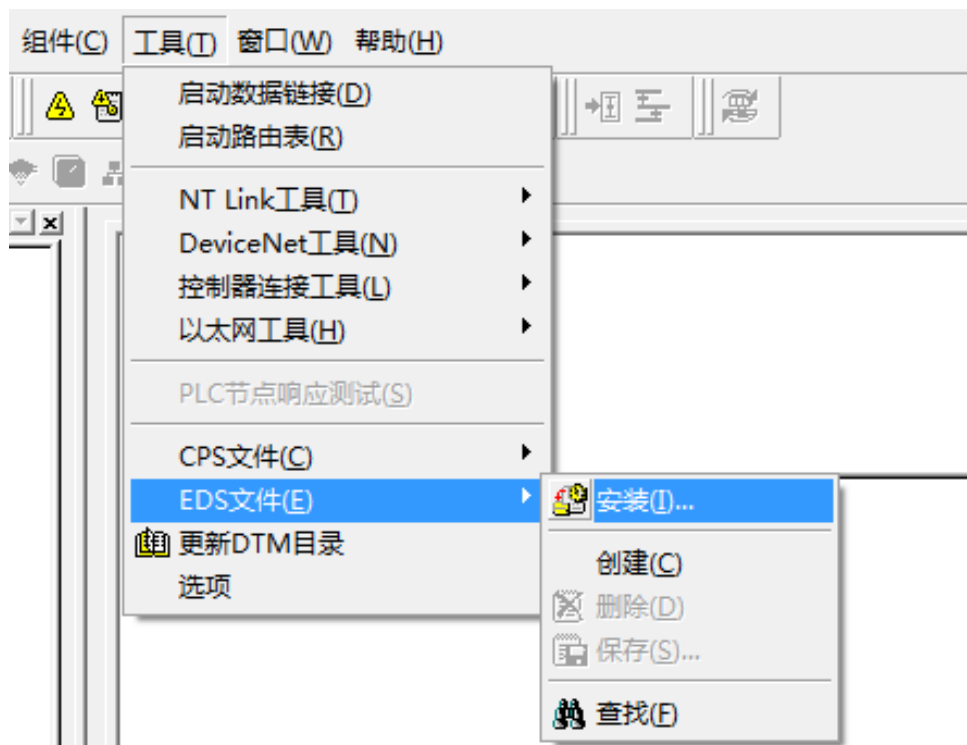 组件(C) 工具(T) 窗口(W) 帮助(H)
启动数据链接(D)
启动路由表(R)
NT Link工具(T)
DeviceNet工具(N)
控制器连接工具(L)
以太网工具(H)
PLC节点响应测试(S)
CPS文件(C)
EDS文件(E)
更新DTM目录
选项
安装(I)...
创建(C)
删除(D)
保存(S)...
查找(F)